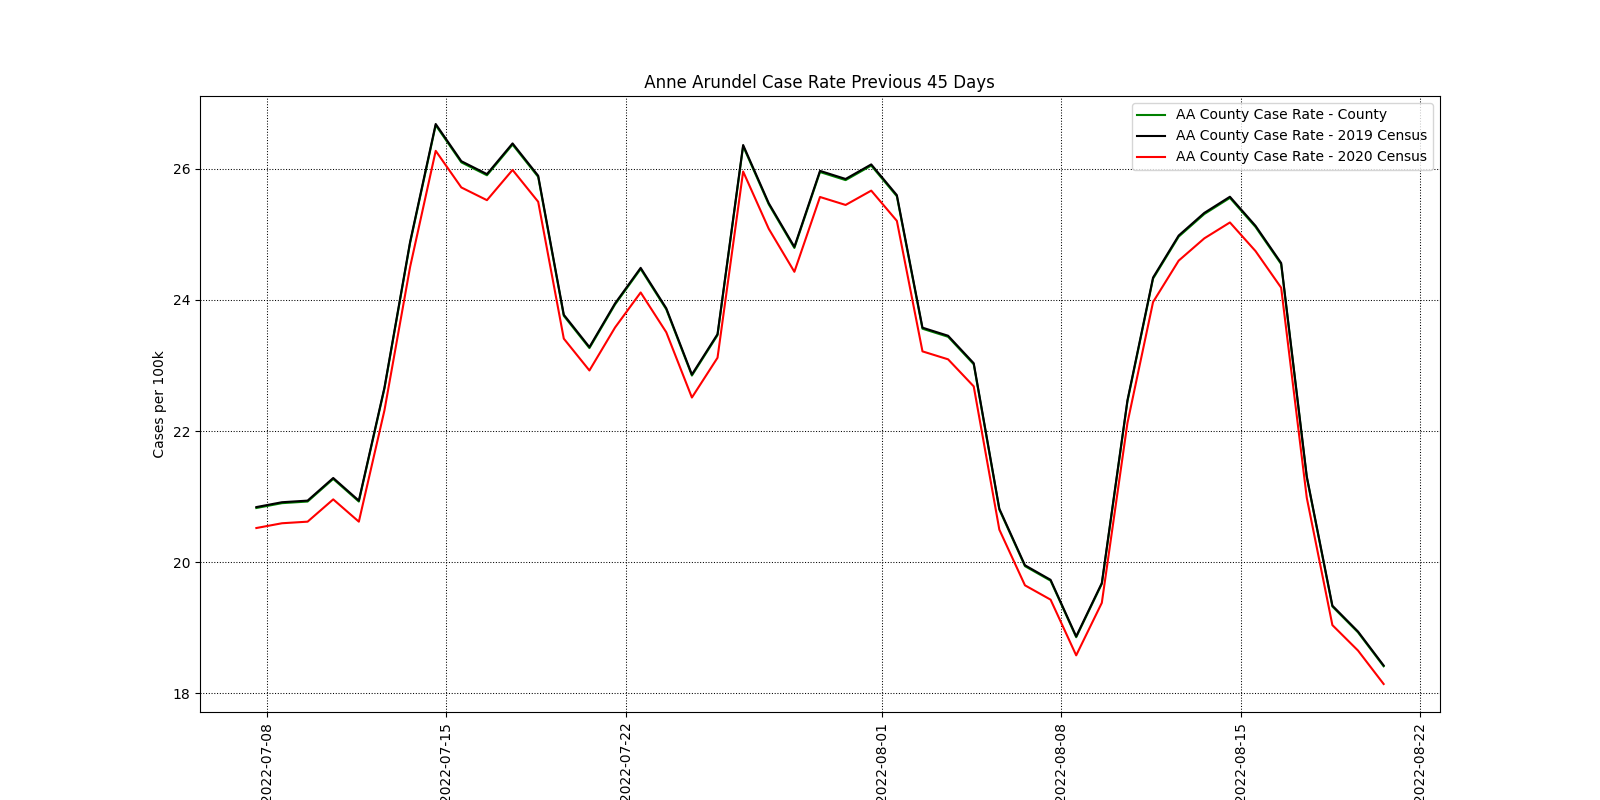 Anne Arundel Case Rate Previous 45 Days
AA County Case Rate - County
AA County Case Rate - 2019 Census
AA County Case Rate - 2020 Census
Cases per 100k
26
24
22
20
18
2022-07-08
2022-07-15
2022-07-22
2022-08-01
2022-08-08
2022-08-15
2022-08-22